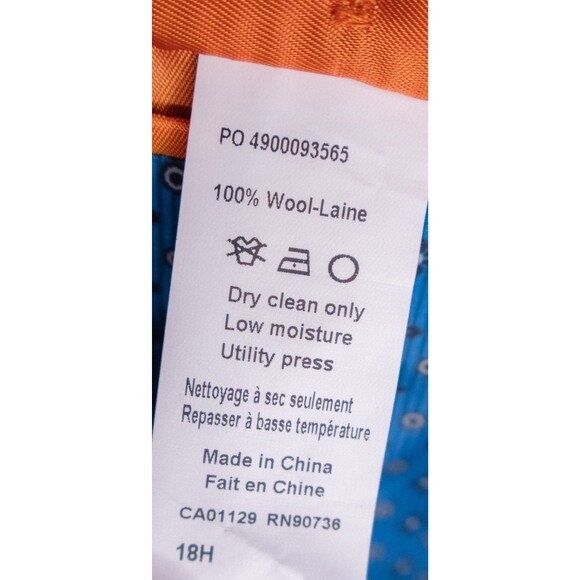 PO 4900093565
100% Wool-Laine
Dry clean only
Low moisture
Utility press
Nettoyage à sec seulement
Repasser à basse température
Made in China
Fait en Chine
CA01129 RN90736
18H